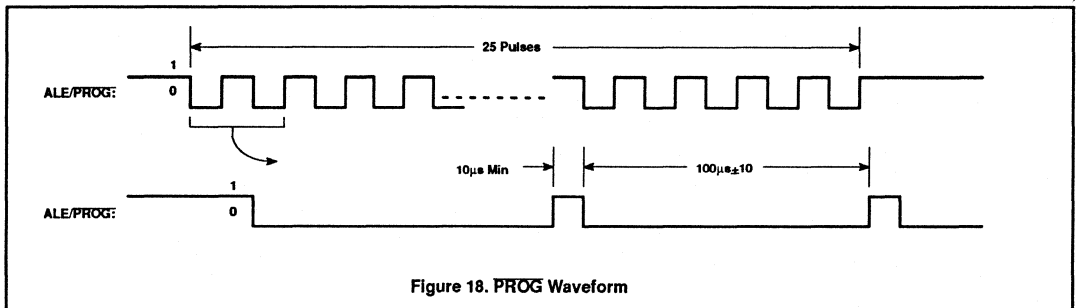 25 Pulses
1
ALE/PROG:
0
10µs Min
100µs±10
1
ALE/PROG:
0
Figure 18. PROG Waveform